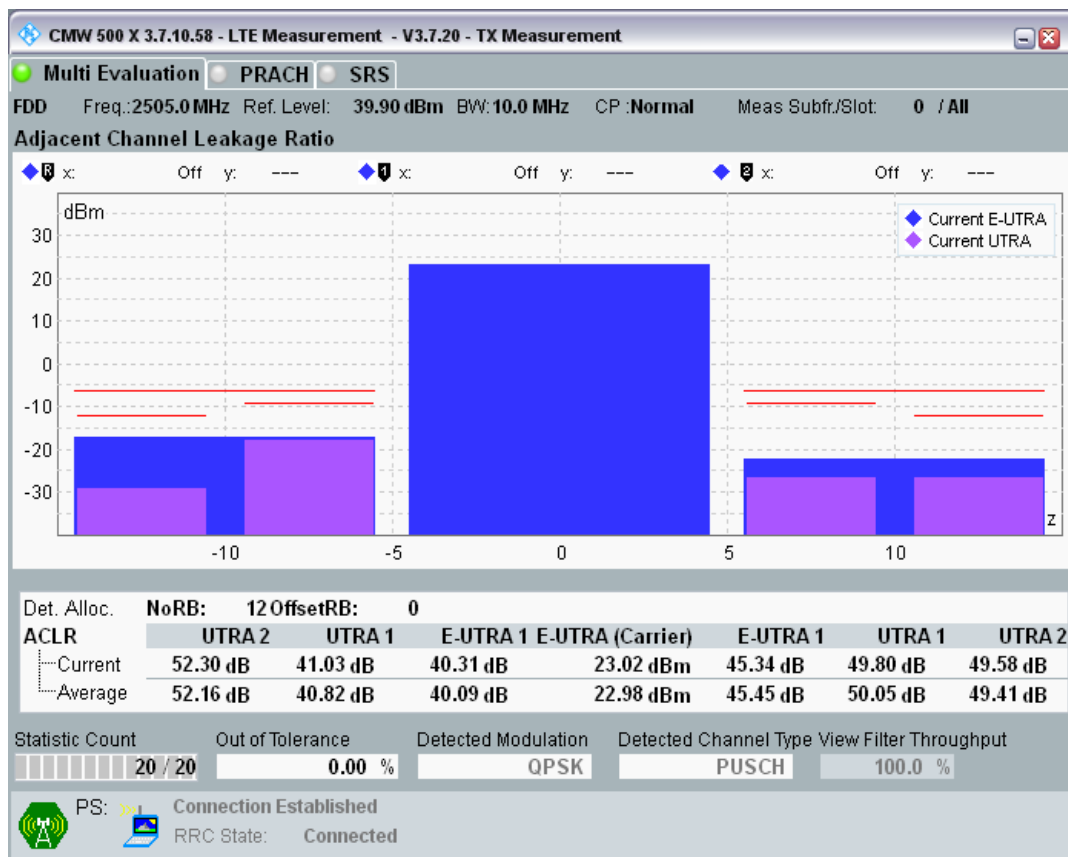 CMW 500 X 3.7.10.58 - LTE Measurement - V3.7.20 - TX Measurement
Multi Evaluation PRACH SRS
FDD Freq.:2505.0 MHz Ref. Level: 39.90 dBm BW:10.0 MHz CP :Normal Meas Subfr./Slot: 0 / All
Adjacent Channel Leakage Ratio
R x: Off y: --- 1 x: Off y: --- 2 x: Off y: ---
dBm
Current E-UTRA
Current UTRA
30
20
10
0
-10
-20
-30
z
-10 -5 0 5 10
Det. Alloc. NoRB: 12 OffsetRB: 0
ACLR UTRA 2 UTRA 1 E-UTRA 1 E-UTRA (Carrier) E-UTRA 1 UTRA 1 UTRA 2
Current 52.30 dB 41.03 dB 40.31 dB 23.02 dBm 45.34 dB 49.80 dB 49.58 dB
Average 52.16 dB 40.82 dB 40.09 dB 22.98 dBm 45.45 dB 50.05 dB 49.41 dB
Statistic Count Out of Tolerance Detected Modulation Detected Channel Type View Filter Throughput
20 / 20 0.00 % QPSK PUSCH 100.0 %
PS: Connection Established
RRC State: Connected